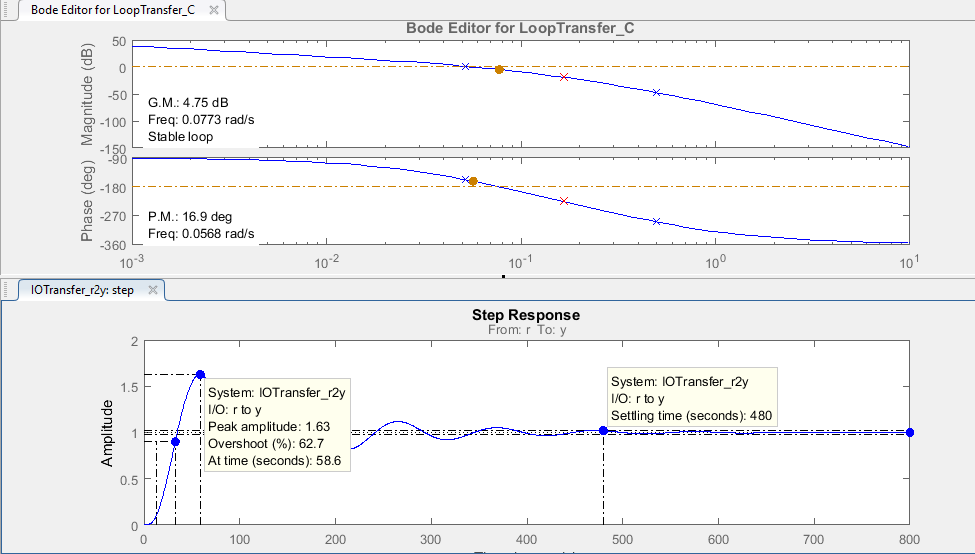 Bode Editor for LoopTransfer_C
Bode Editor for LoopTransfer_C
Magnitude (dB)
50
0
-50
-100
-150
G.M.: 4.75 dB
Freq: 0.0773 rad/s
Stable loop
Phase (deg)
-90
-180
-270
-360
P.M.: 16.9 deg
Freq: 0.0568 rad/s
10-3
10-2
10-1
100
101
IOTransfer_r2y: step
Step Response
From: r To: y
Amplitude
2
1.5
1
0.5
0
System: IOTransfer_r2y
I/O: r to y
Peak amplitude: 1.63
Overshoot (%): 62.7
At time (seconds): 58.6
System: IOTransfer_r2y
I/O: r to y
Settling time (seconds): 480
0 100 200 300 400 500 600 700 800